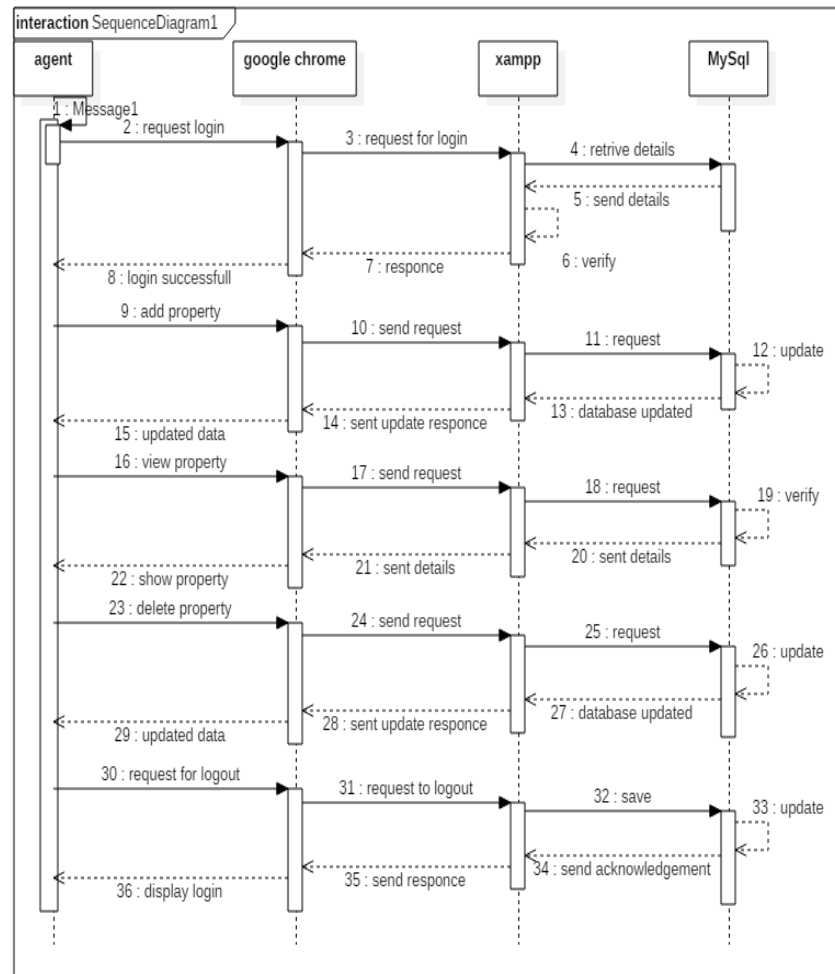 interaction SequenceDiagram1
agent
google chrome
xampp
MySql
1 : Message1
2 : request login
3 : request for login
4 : retrive details
5 : send details
6 : verify
7 : responce
8 : login successfull
9 : add property
10 : send request
11 : request
12 : update
13 : database updated
14 : sent update responce
15 : updated data
16 : view property
17 : send request
18 : request
19 : verify
20 : sent details
21 : sent details
22 : show property
23 : delete property
24 : send request
25 : request
26 : update
27 : database updated
28 : sent update responce
29 : updated data
30 : request for logout
31 : request to logout
32 : save
33 : update
34 : send acknowledgement
35 : send responce
36 : display login